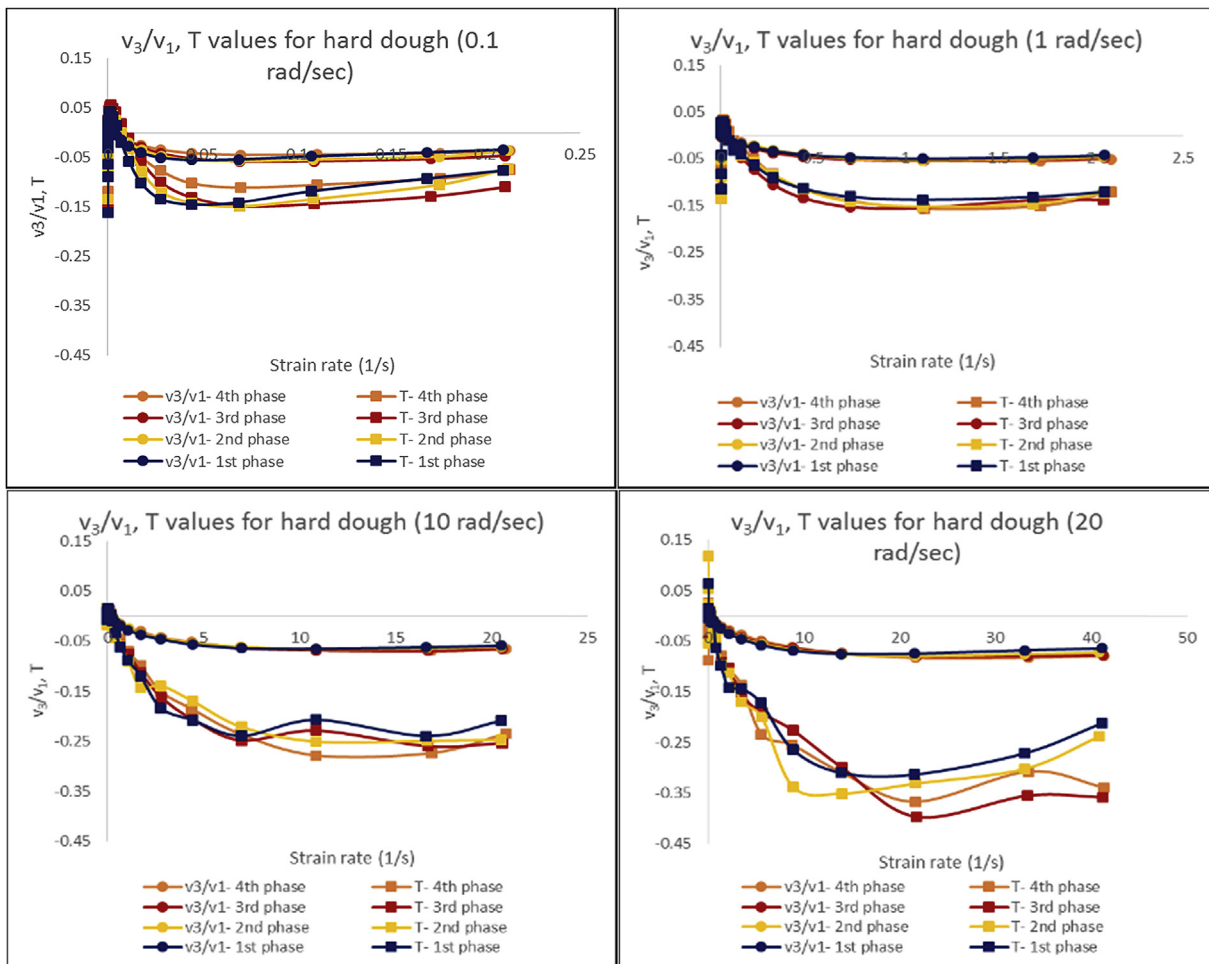 v₃/v₁, T values for hard dough (0.1
rad/sec)
0.15
0.05
-0.05
-0.15
-0.25
-0.35
-0.45
v3/v1, T
0.05
0.15
0.25
Strain rate (1/s)
v3/v1- 4th phase T- 4th phase
v3/v1- 3rd phase T- 3rd phase
v3/v1- 2nd phase T- 2nd phase
v3/v1- 1st phase T- 1st phase
v₃/v₁, T values for hard dough (1 rad/sec)
0.15
0.05
-0.05
-0.15
-0.25
-0.35
-0.45
v₃/v₁, T
1
1.5
2.5
Strain rate (1/s)
v3/v1- 4th phase T- 4th phase
v3/v1- 3rd phase T- 3rd phase
v3/v1- 2nd phase T- 2nd phase
v3/v1- 1st phase T- 1st phase
v₃/v₁, T values for hard dough (10 rad/sec)
0.15
0.05
-0.05
-0.15
-0.25
-0.35
-0.45
v₃/v₁, T
0 5 10 15 20 25
Strain rate (1/s)
v3/v1- 4th phase T- 4th phase
v3/v1- 3rd phase T- 3rd phase
v3/v1- 2nd phase T- 2nd phase
v3/v1- 1st phase T- 1st phase
v₃/v₁, T values for hard dough (20
rad/sec)
0.15
0.05
-0.05
-0.15
-0.25
-0.35
-0.45
v₃/v₁, T
0 10 20 30 40 50
Strain rate (1/s)
v3/v1- 4th phase T- 4th phase
v3/v1- 3rd phase T- 3rd phase
v3/v1- 2nd phase T- 2nd phase
v3/v1- 1st phase T- 1st phase